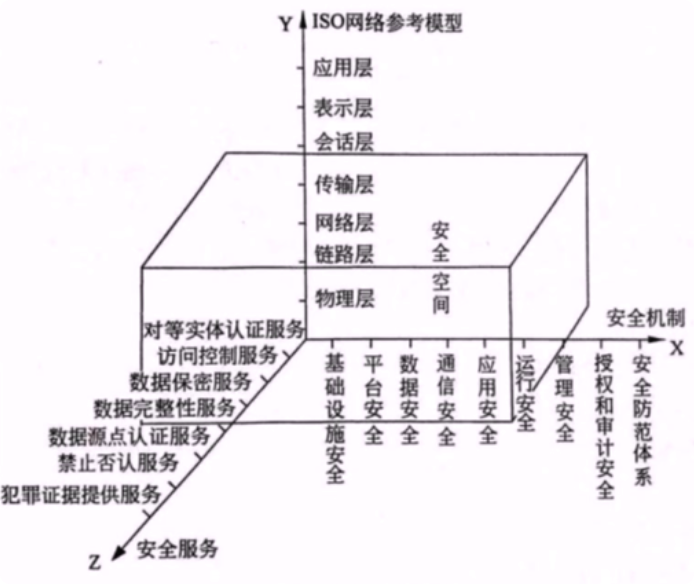 Y ISO网络参考模型
应用层
表示层
会话层
传输层
网络层
链路层
物理层
安全空间
对等实体认证服务
访问控制服务
数据保密服务
数据完整性服务
数据源点认证服务
禁止否认服务
犯罪证据提供服务
Z 安全服务
安全机制
X
基础设施安全
平台安全
数据安全
通信安全
应用安全
运行安全
管理安全
授权和审计安全
安全防范体系